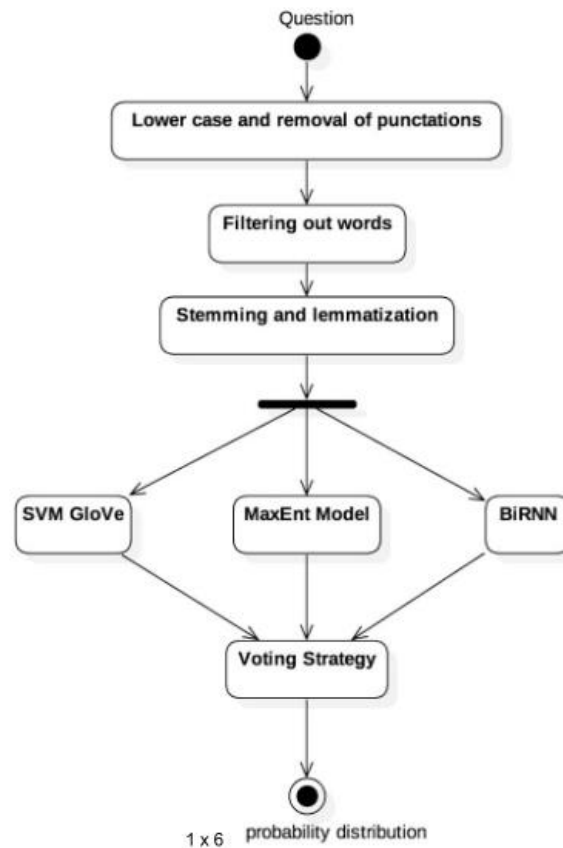 Question
Lower case and removal of punctations
Filtering out words
Stemming and lemmatization
SVM GloVe
MaxEnt Model
BiRNN
Voting Strategy
1 x 6
probability distribution